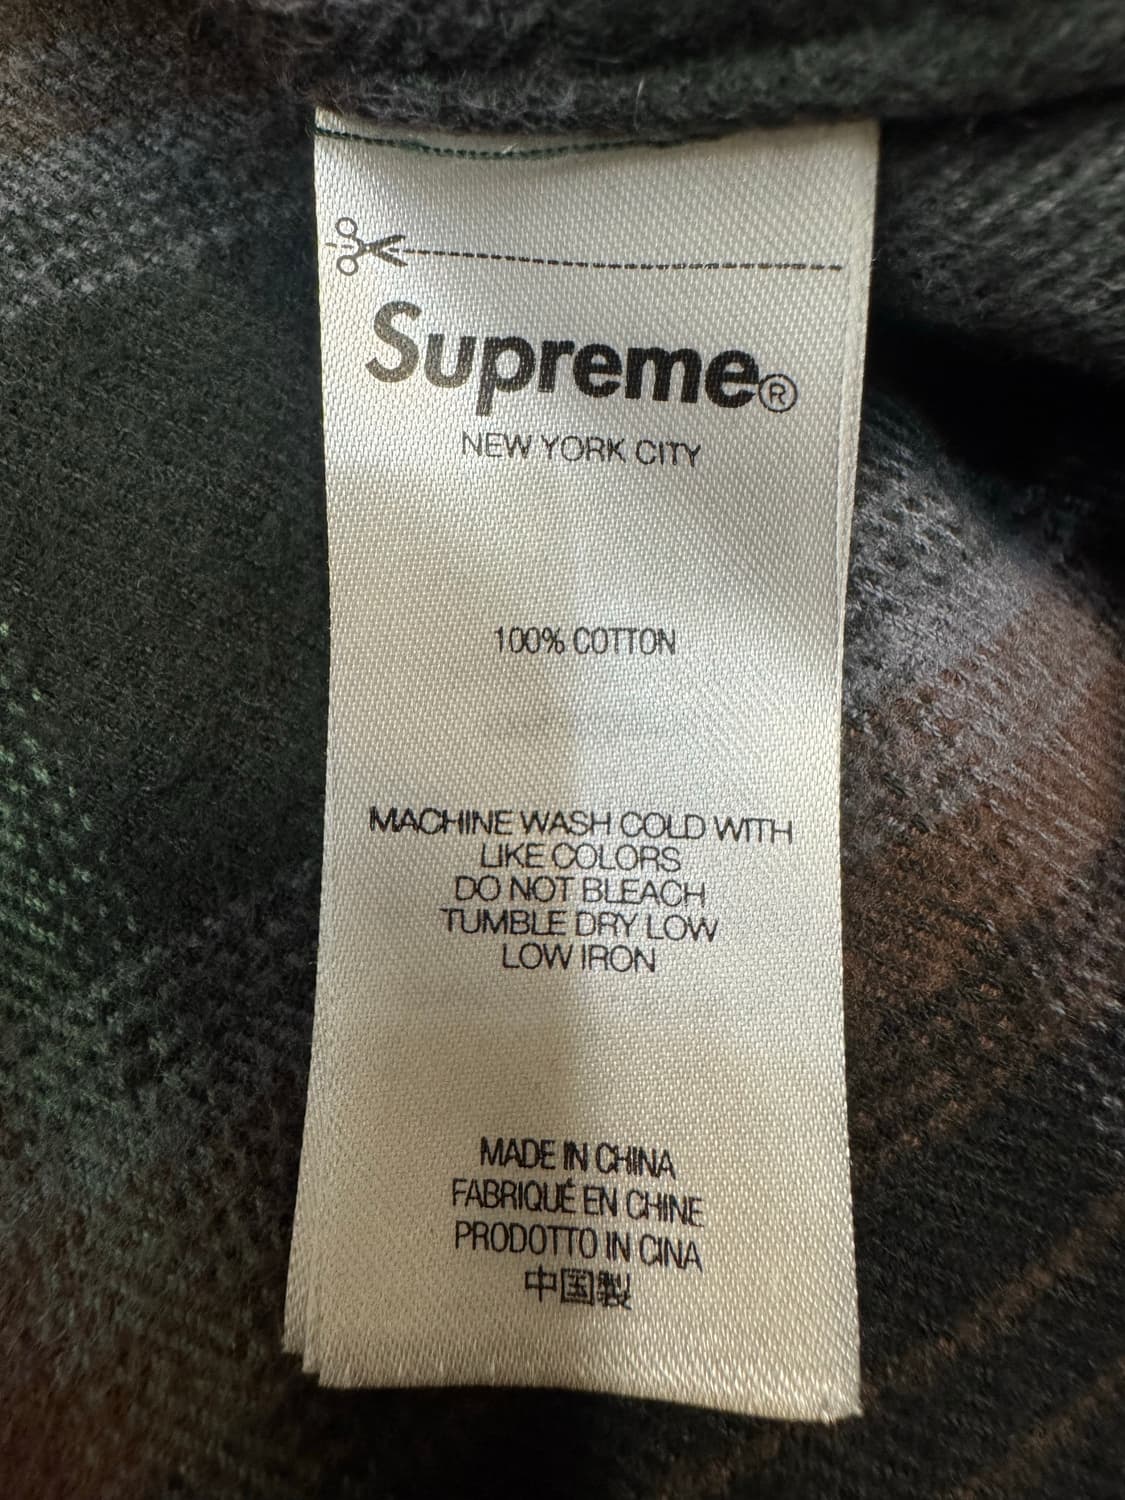 Supreme®
NEW YORK CITY
100% COTTON
MACHINE WASH COLD WITH
LIKE COLORS
DO NOT BLEACH
TUMBLE DRY LOW
LOW IRON
MADE IN CHINA
FABRIQUÉ EN CHINE
PRODOTTO IN CINA
中国製